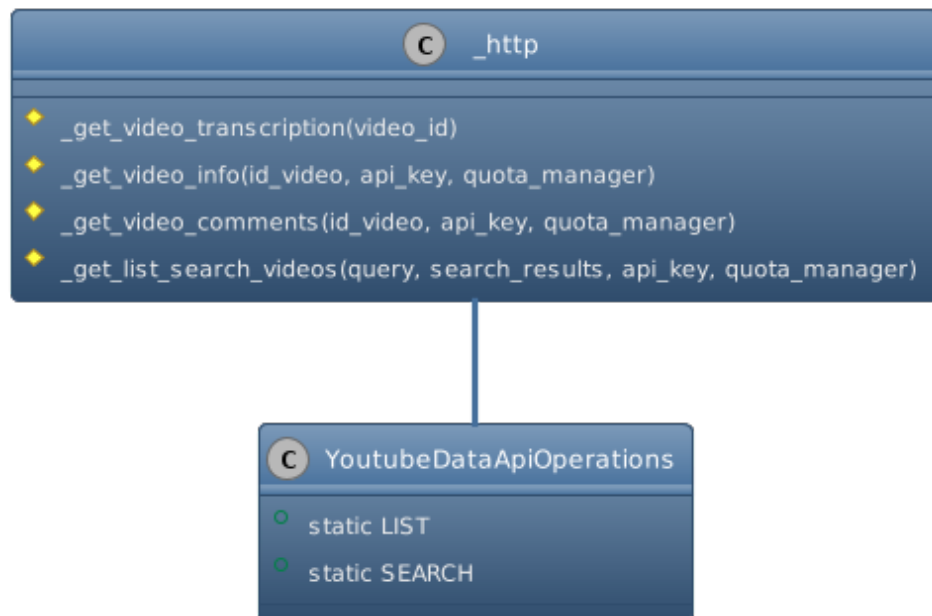 C _http
_get_video_transcription(video_id)
_get_video_info(id_video, api_key, quota_manager)
_get_video_comments(id_video, api_key, quota_manager)
_get_list_search_videos(query, search_results, api_key, quota_manager)
C YoutubeDataApiOperations
static LIST
static SEARCH